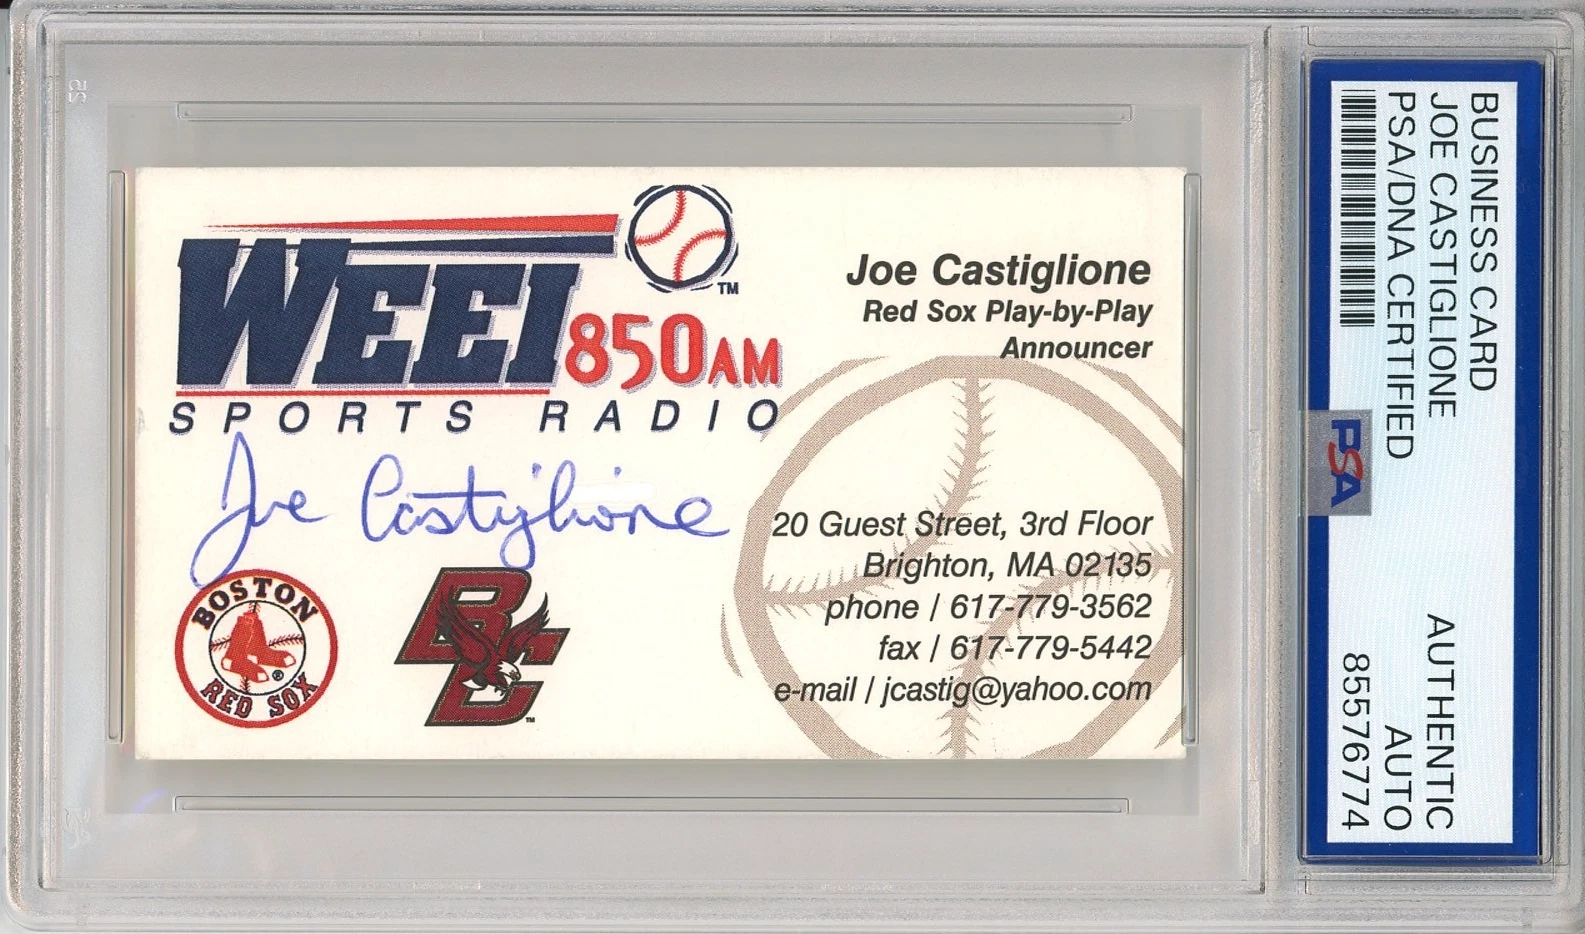 WEEI 850AM
™
SPORTS RADIO
Joe Castiglione
Red Sox Play-by-Play
Announcer
Joe Castiglione
20 Guest Street, 3rd Floor
Brighton, MA 02135
phone / 617-779-3562
fax / 617-779-5442
e-mail / jcastig@yahoo.com
BOSTON
RED SOX
®
BC
™
BUSINESS CARD
JOE CASTIGLIONE
PSA/DNA CERTIFIED
AUTHENTIC
AUTO
85576774
PSA